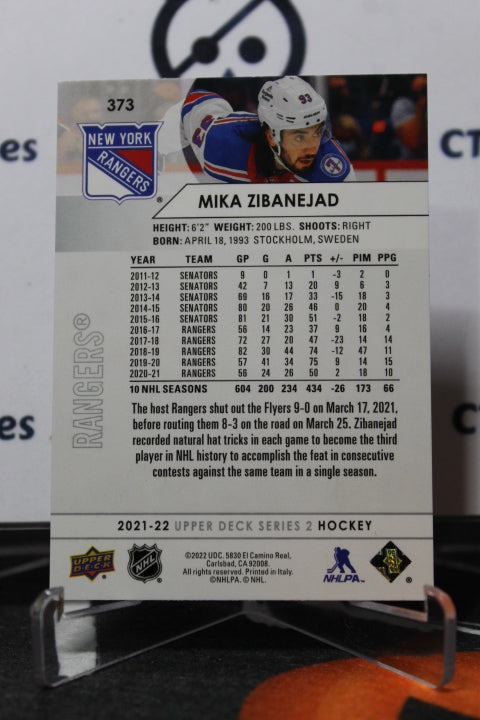 373
93
NEW YORK
RANGERS
®
MIKA ZIBANEJAD
HEIGHT: 6'2" WEIGHT: 200 LBS. SHOOTS: RIGHT
BORN: APRIL 18, 1993 STOCKHOLM, SWEDEN
YEAR TEAM GP G A PTS +/- PIM PPG
2011-12 SENATORS 9 0 1 1 -3 2 0
2012-13 SENATORS 42 7 13 20 9 6 3
2013-14 SENATORS 69 16 17 33 -15 18 3
2014-15 SENATORS 80 20 26 46 0 20 4
2015-16 SENATORS 81 21 30 51 -2 18 2
2016-17 RANGERS 56 14 23 37 9 16 4
2017-18 RANGERS 72 27 20 47 -23 14 14
2018-19 RANGERS 82 30 44 74 -12 47 11
2019-20 RANGERS 57 41 34 75 9 14 15
2020-21 RANGERS 56 24 26 50 2 18 10
10 NHL SEASONS 604 200 234 434 -26 173 66
RANGERS®
The host Rangers shut out the Flyers 9-0 on March 17, 2021,
before routing them 8-3 on the road on March 25. Zibanejad
recorded natural hat tricks in each game to become the third
player in NHL history to accomplish the feat in consecutive
contests against the same team in a single season.
2021-22 UPPER DECK SERIES 2 HOCKEY
UPPER DECK
NHL
©2022 UDC. 5830 El Camino Real,
Carlsbad, CA 92008.
All rights reserved. Printed in Italy.
©NHLPA. © NHL.
NHLPA
es
CT
es
CT